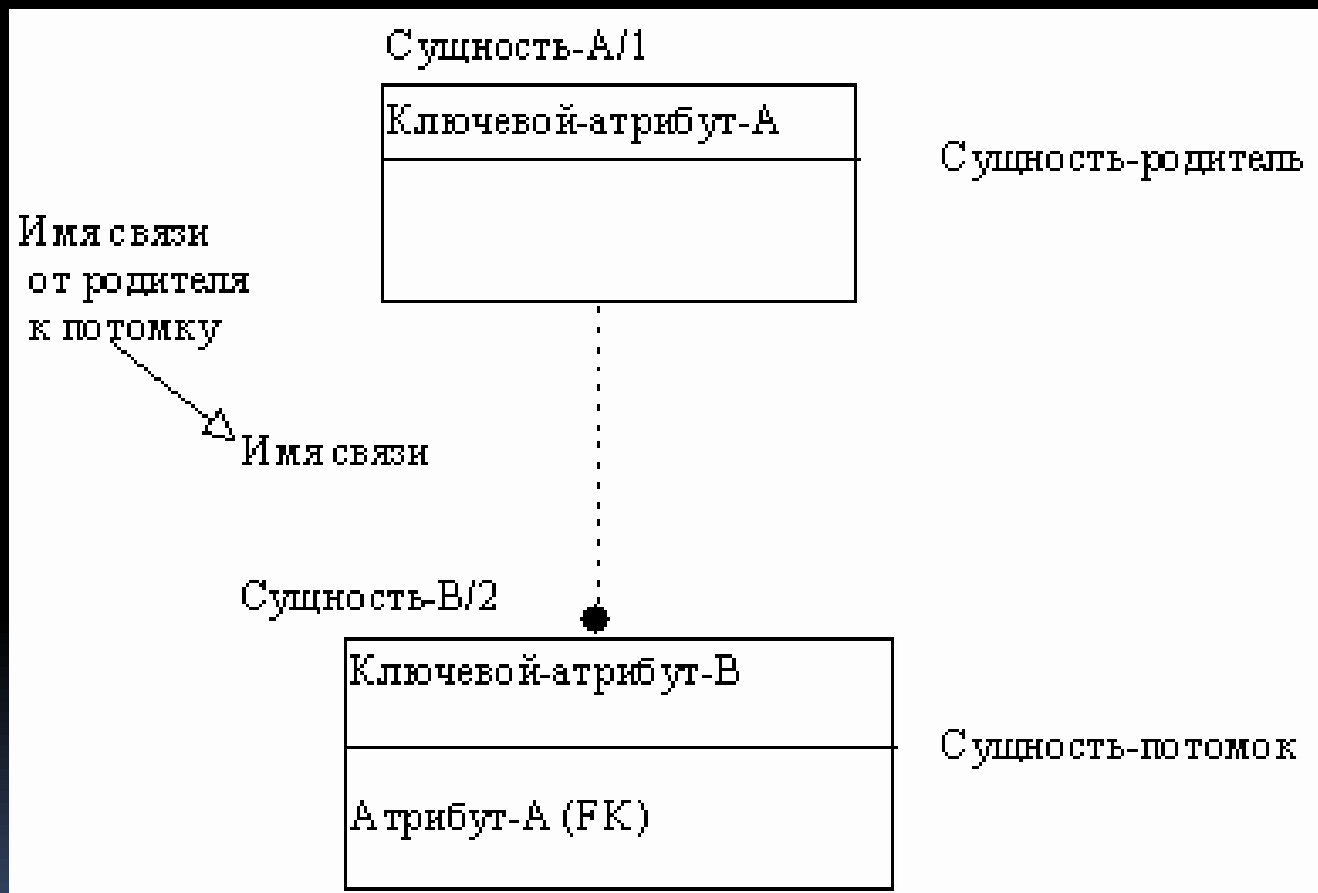 Сущность-A/1
Ключевой-атрибут-A
Сущность-родитель
Имя связи
от родителя
к потомку
Имя связи
Сущность-B/2
Ключевой-атрибут-B
Сущность-потомок
Атрибут-A (FK)